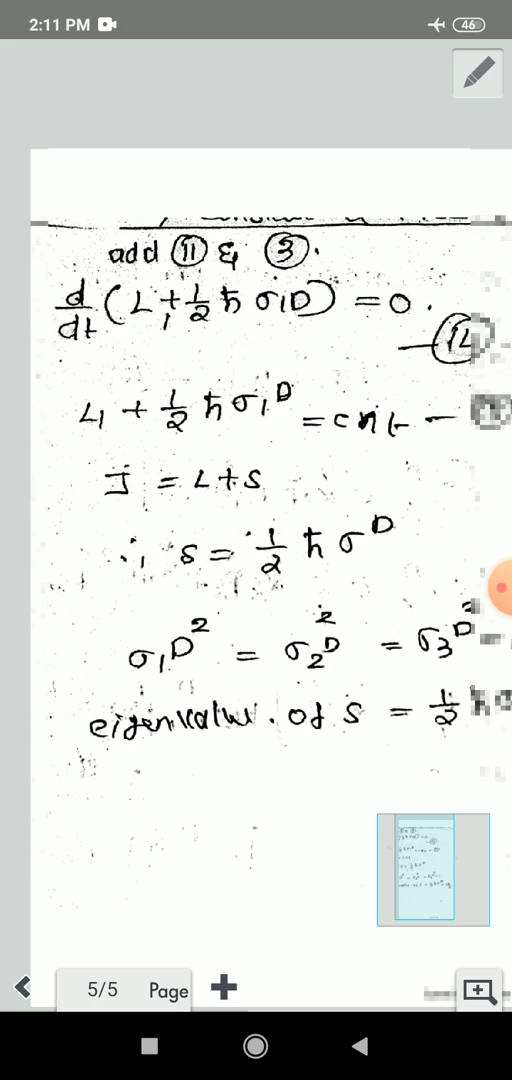 2:11 PM
46
add ⑪ & ③.
d/dt (L₁ + 1/2 ħ σ₁D) = 0.
— ⑫
L₁ + 1/2 ħ σ₁ᴰ = cnt —
J = L + S
∴ S = 1/2 ħ σᴰ
σ₁D² = σ₂D² = σ₃D² =
eigenvalue. of S = 1/2 ħ
5/5 Page